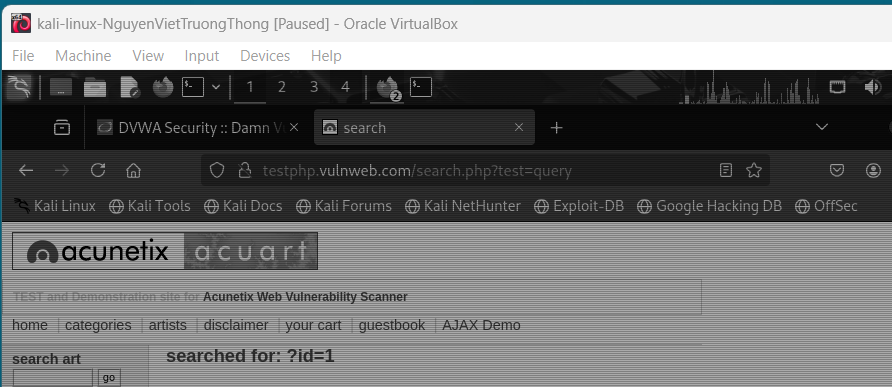 kali-linux-NguyenVietTruongThong [Paused] - Oracle VirtualBox
File Machine View Input Devices Help
1 2 3 4 2
DVWA Security :: Damn V search
testphp.vulnweb.com/search.php?test=query
Kali Linux Kali Tools Kali Docs Kali Forums Kali NetHunter Exploit-DB Google Hacking DB OffSec
acunetix acuart
TEST and Demonstration site for Acunetix Web Vulnerability Scanner
home | categories | artists | disclaimer | your cart | guestbook | AJAX Demo
search art
go
searched for: ?id=1